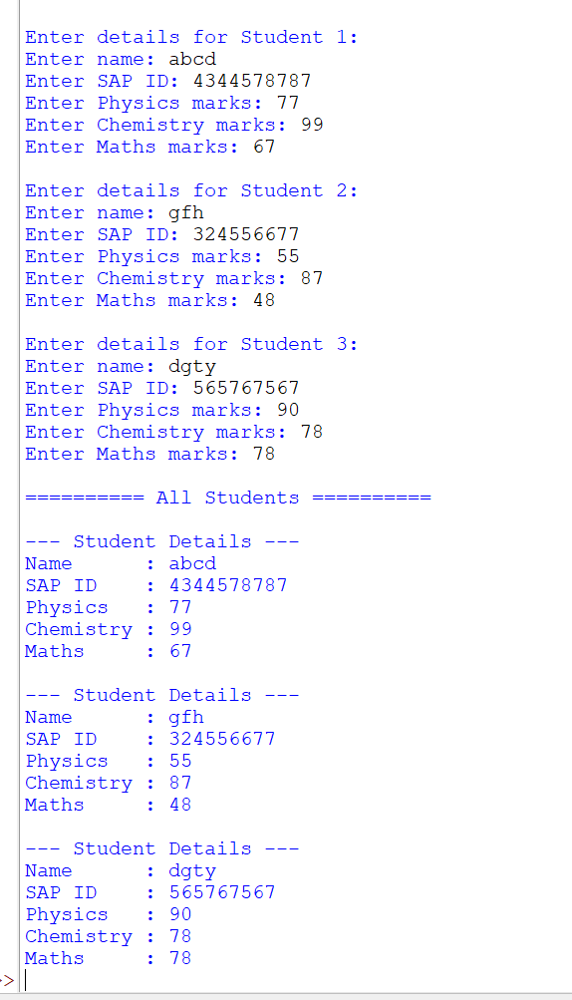 Enter details for Student 1:
Enter name: abcd
Enter SAP ID: 4344578787
Enter Physics marks: 77
Enter Chemistry marks: 99
Enter Maths marks: 67
Enter details for Student 2:
Enter name: gfh
Enter SAP ID: 324556677
Enter Physics marks: 55
Enter Chemistry marks: 87
Enter Maths marks: 48
Enter details for Student 3:
Enter name: dgty
Enter SAP ID: 565767567
Enter Physics marks: 90
Enter Chemistry marks: 78
Enter Maths marks: 78
========== All Students ==========
--- Student Details ---
Name      : abcd
SAP ID    : 4344578787
Physics   : 77
Chemistry : 99
Maths     : 67
--- Student Details ---
Name      : gfh
SAP ID    : 324556677
Physics   : 55
Chemistry : 87
Maths     : 48
--- Student Details ---
Name      : dgty
SAP ID    : 565767567
Physics   : 90
Chemistry : 78
Maths     : 78
>